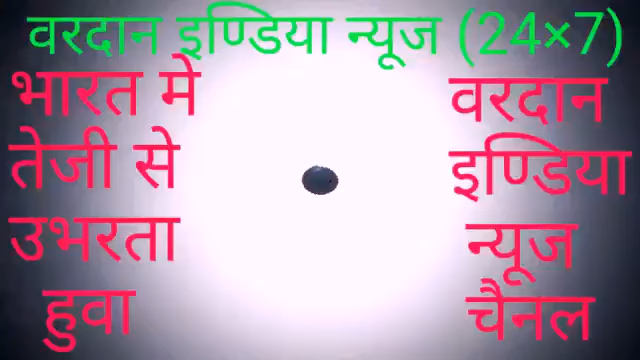 वरदान इण्डिया न्यूज (24×7)
भारत मे
तेजी से
उभरता
हुवा
वरदान
इण्डिया
न्यूज
चैनल